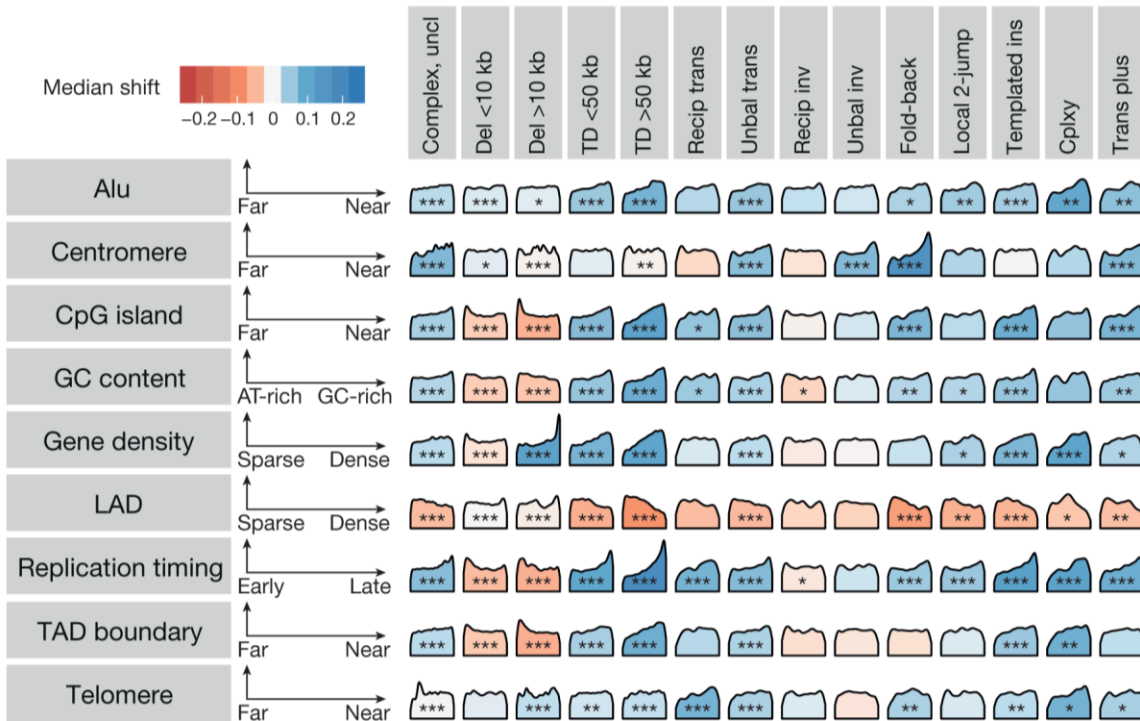 Median shift
−0.2 −0.1 0 0.1 0.2
Complex, uncl
Del <10 kb
Del >10 kb
TD <50 kb
TD >50 kb
Recip trans
Unbal trans
Recip inv
Unbal inv
Fold-back
Local 2-jump
Templated ins
Cplxy
Trans plus
Alu
Far Near
*** *** * *** *** *** * ** *** ** **
Centromere
Far Near
*** * *** ** *** *** *** ***
CpG island
Far Near
*** *** *** *** *** * *** *** *** ***
GC content
AT-rich GC-rich
*** *** *** *** *** * *** * ** * *** **
Gene density
Sparse Dense
*** *** *** *** *** *** * *** *** *
LAD
Sparse Dense
*** *** *** *** *** *** *** ** *** * **
Replication timing
Early Late
*** *** *** *** *** *** *** * *** *** *** *** ***
TAD boundary
Far Near
*** *** *** *** *** *** *** **
Telomere
Far Near
*** *** ** *** *** *** ** ** * *